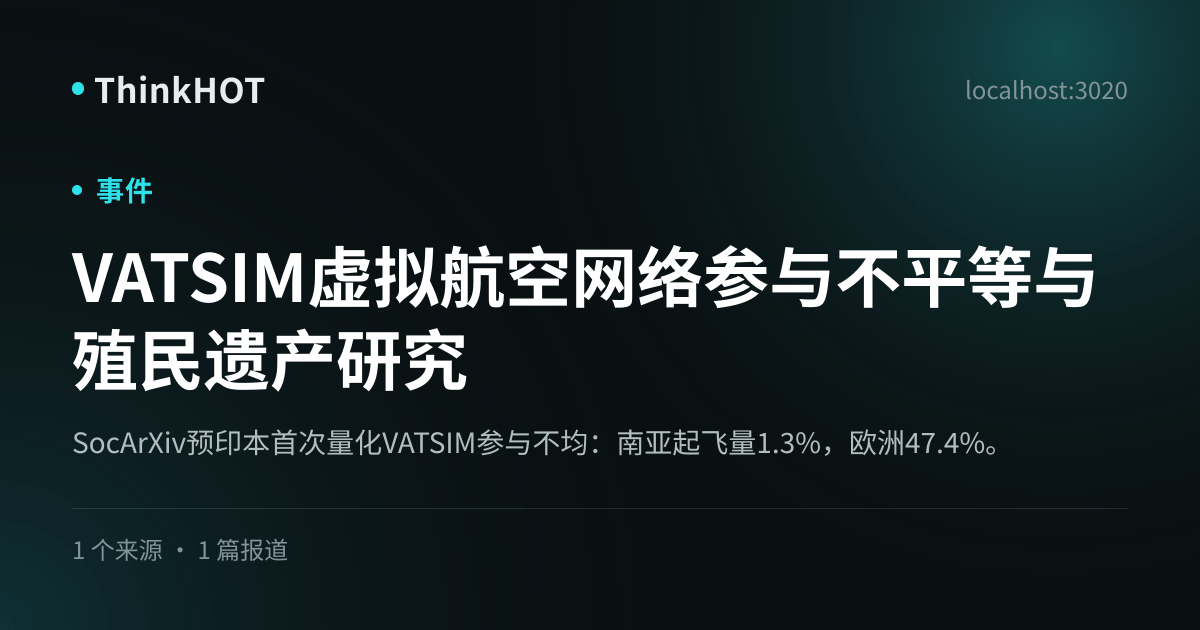 ThinkHOT
localhost:3020
事件
VATSIM虚拟航空网络参与不平等与
殖民遗产研究
SocArXiv预印本首次量化VATSIM参与不均：南亚起飞量1.3%，欧洲47.4%。
1 个来源 · 1 篇报道